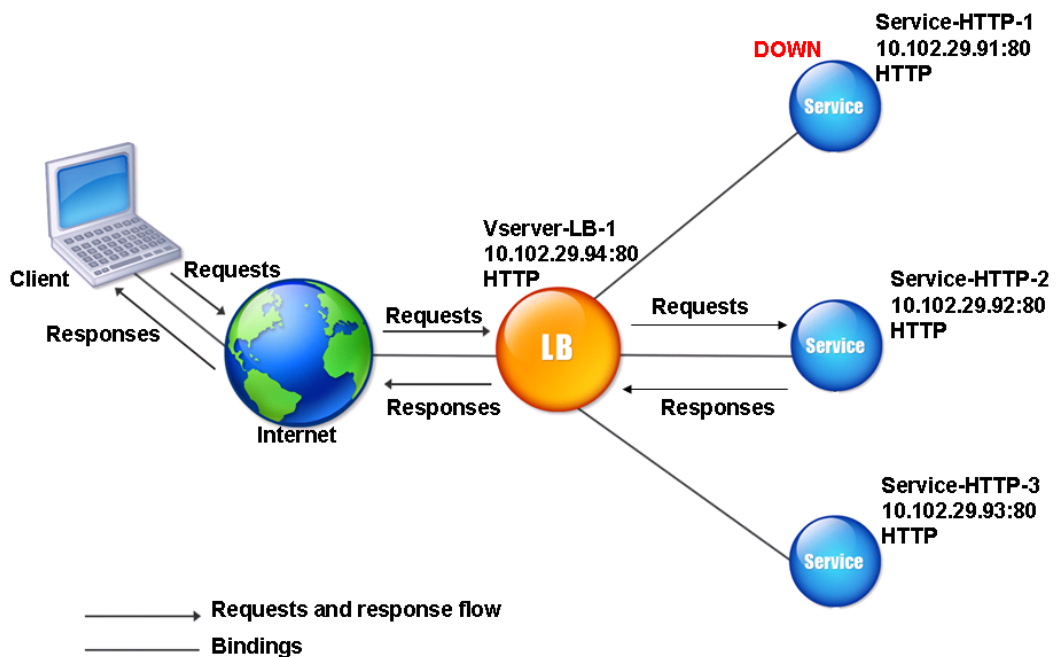 Service-HTTP-1
10.102.29.91:80
HTTP
DOWN
Service
Vserver-LB-1
10.102.29.94:80
HTTP
Client
Requests
Responses
Internet
Requests
Responses
LB
Requests
Responses
Service-HTTP-2
10.102.29.92:80
HTTP
Service
Service-HTTP-3
10.102.29.93:80
HTTP
Service
Requests and response flow
Bindings